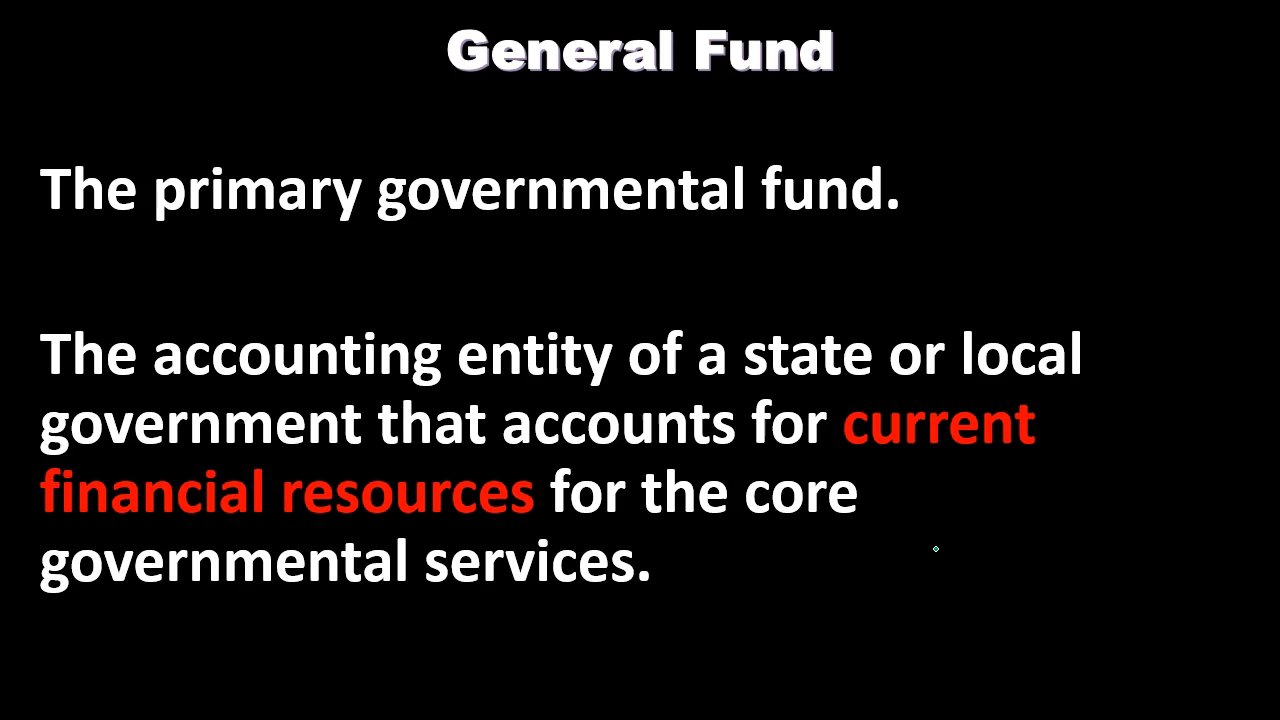 General Fund
The primary governmental fund.
The accounting entity of a state or local
government that accounts for current
financial resources for the core
governmental services.